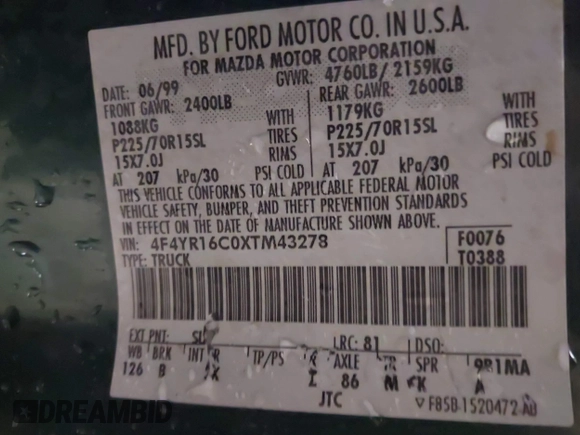 MFD. BY FORD MOTOR CO. IN U.S.A.
FOR MAZDA MOTOR CORPORATION
DATE: 06/99 GVWR: 4760LB/ 2159KG
FRONT GAWR: 2400LB REAR GAWR: 2600LB
1088KG WITH 1179KG WITH
P225/70R15SL TIRES P225/70R15SL TIRES
15X7.0J RIMS 15X7.0J RIMS
AT 207 kPa/30 PSI COLD AT 207 kPa/30 PSI COLD
THIS VEHICLE CONFORMS TO ALL APPLICABLE FEDERAL MOTOR
VEHICLE SAFETY, BUMPER, AND THEFT PREVENTION STANDARDS
IN EFFECT ON THE DATE OF MANUFACTURE SHOWN ABOVE.
VIN: 4F4YR16C0XTM43278 F0076
TYPE: TRUCK T0388
EXT PNT: LRC: 81 DSO:
WB BRK INT TP/PS R AXLE TR SPR 9B1MA
126 B X I 86 M K A
JTC F85B-1520472-AB
DREAMBID